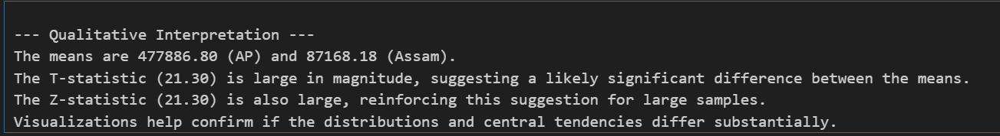 --- Qualitative Interpretation ---
The means are 477886.80 (AP) and 87168.18 (Assam).
The T-statistic (21.30) is large in magnitude, suggesting a likely significant difference between the means.
The Z-statistic (21.30) is also large, reinforcing this suggestion for large samples.
Visualizations help confirm if the distributions and central tendencies differ substantially.